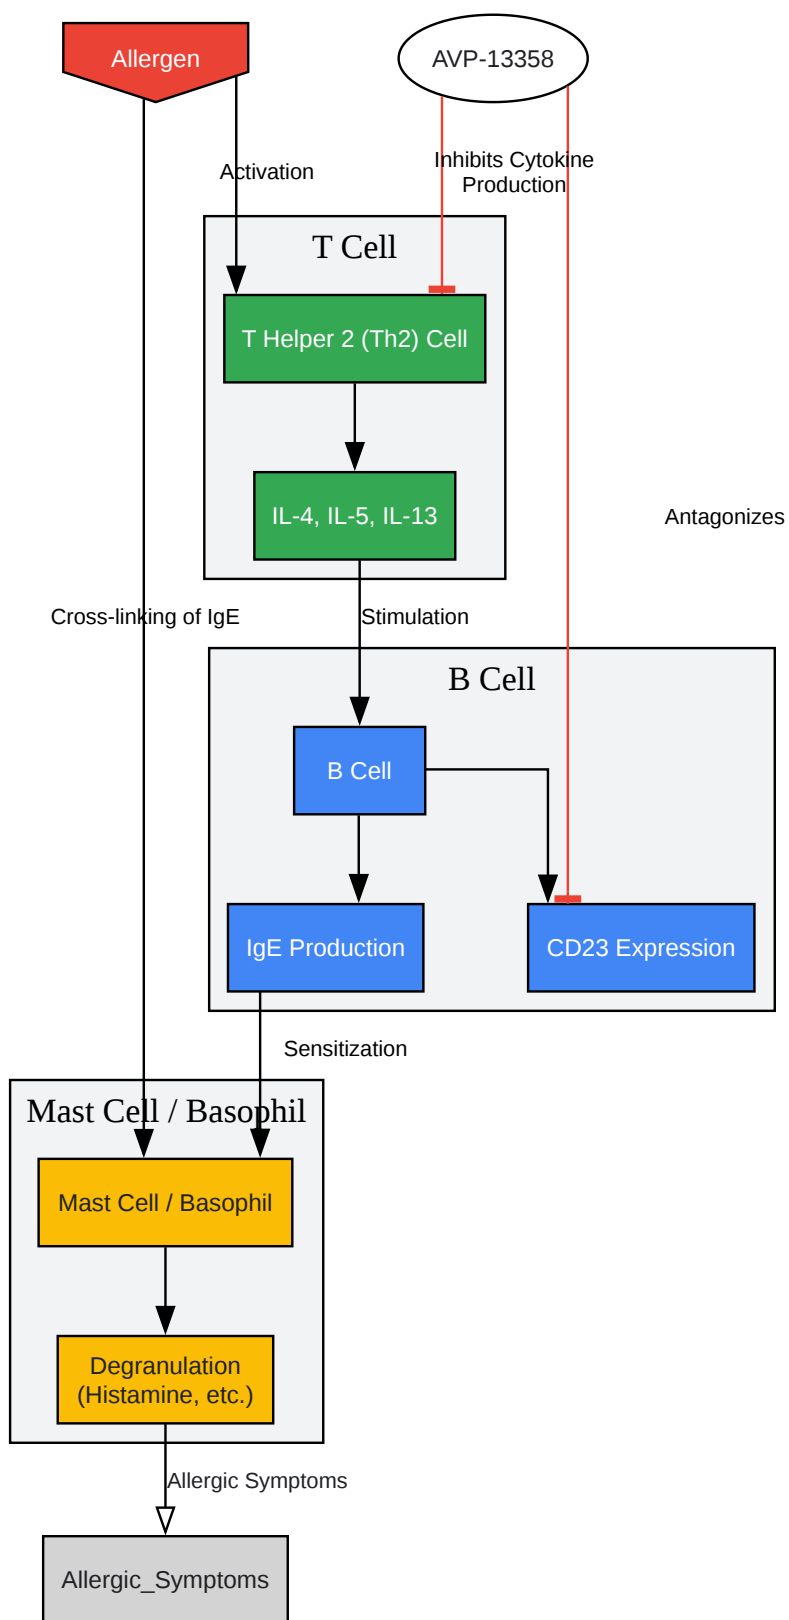 Allergen
AVP-13358
Activation
Inhibits Cytokine
Production
T Cell
T Helper 2 (Th2) Cell
IL-4, IL-5, IL-13
Antagonizes
Cross-linking of IgE
Stimulation
B Cell
B Cell
IgE Production
CD23 Expression
Sensitization
Mast Cell / Basophil
Mast Cell / Basophil
Degranulation
(Histamine, etc.)
Allergic Symptoms
Allergic_Symptoms